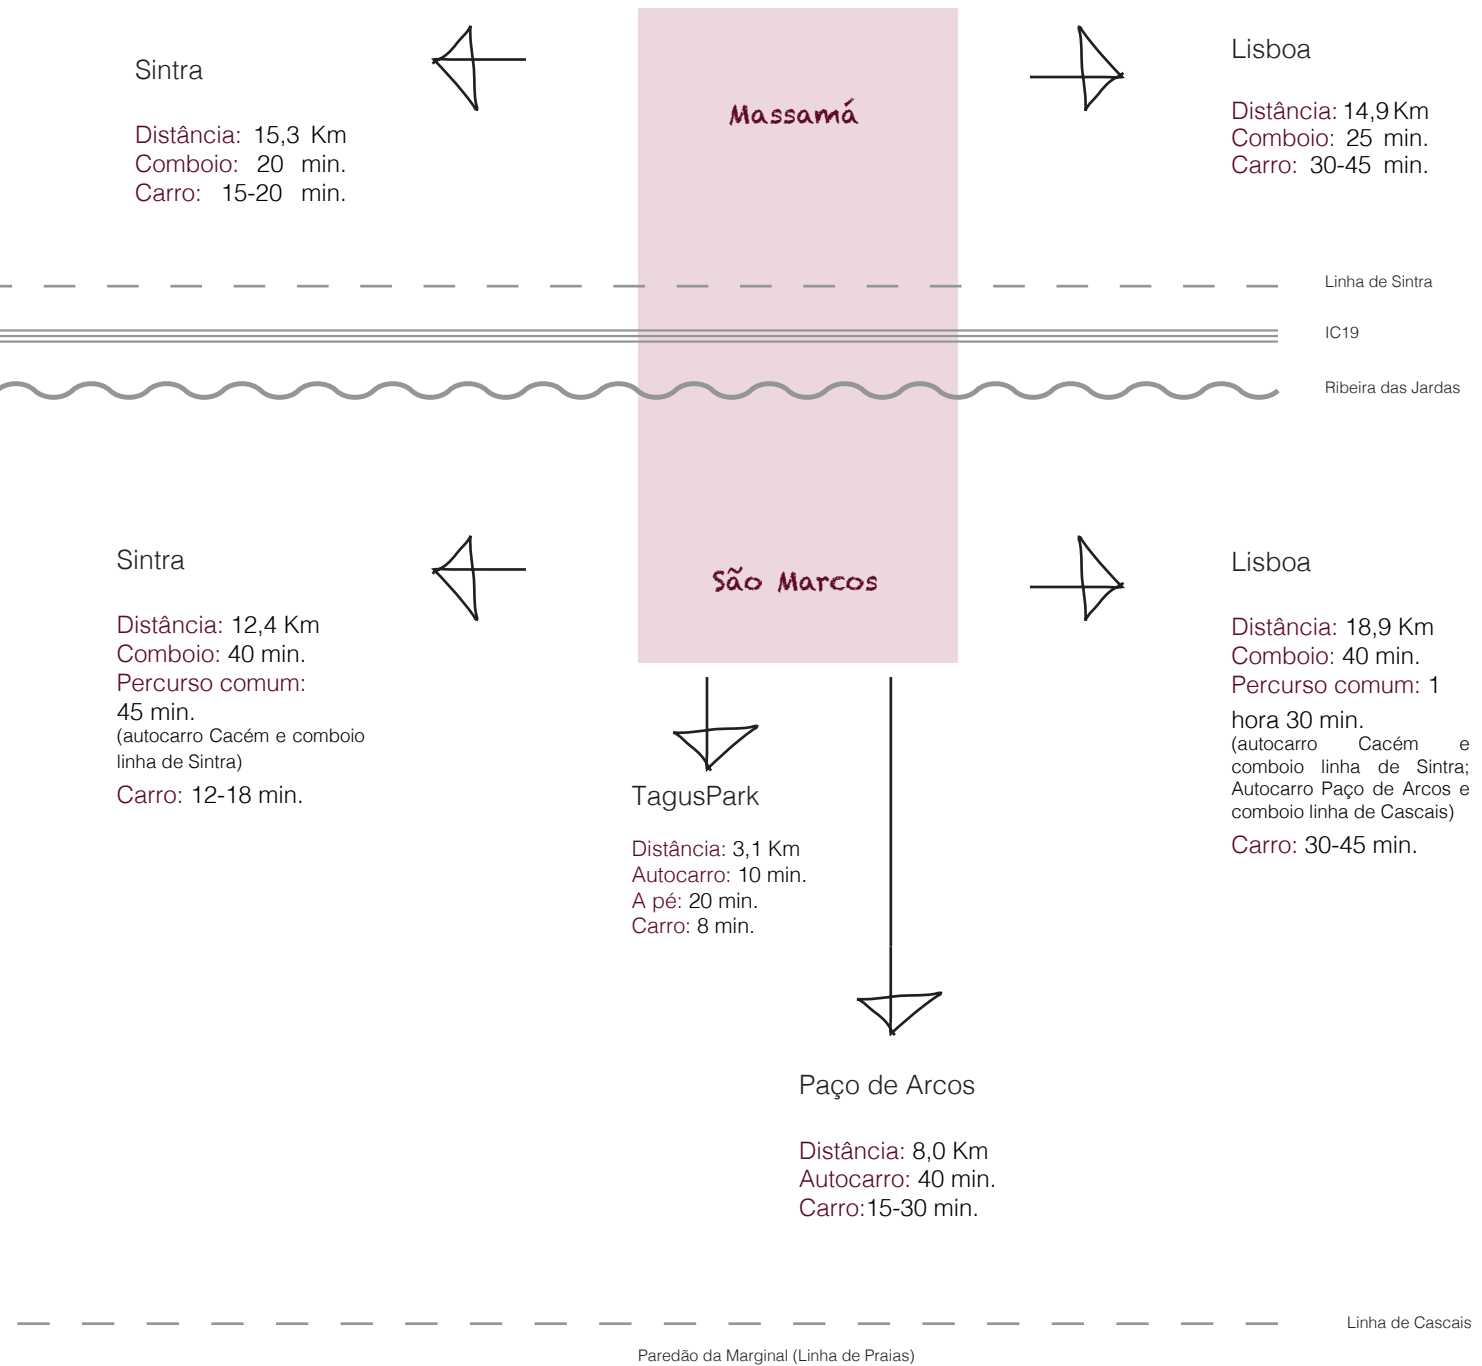 Sintra
Distância: 15,3 Km
Comboio: 20 min.
Carro: 15-20 min.
Massamá
Lisboa
Distância: 14,9 Km
Comboio: 25 min.
Carro: 30-45 min.
Linha de Sintra
IC19
Ribeira das Jardas
Sintra
Distância: 12,4 Km
Comboio: 40 min.
Percurso comum:
45 min.
(autocarro Cacém e comboio
linha de Sintra)
Carro: 12-18 min.
São Marcos
Lisboa
Distância: 18,9 Km
Comboio: 40 min.
Percurso comum: 1
hora 30 min.
(autocarro Cacém e
comboio linha de Sintra;
Autocarro Paço de Arcos e
comboio linha de Cascais)
Carro: 30-45 min.
TagusPark
Distância: 3,1 Km
Autocarro: 10 min.
A pé: 20 min.
Carro: 8 min.
Paço de Arcos
Distância: 8,0 Km
Autocarro: 40 min.
Carro:15-30 min.
Linha de Cascais
Paredão da Marginal (Linha de Praias)